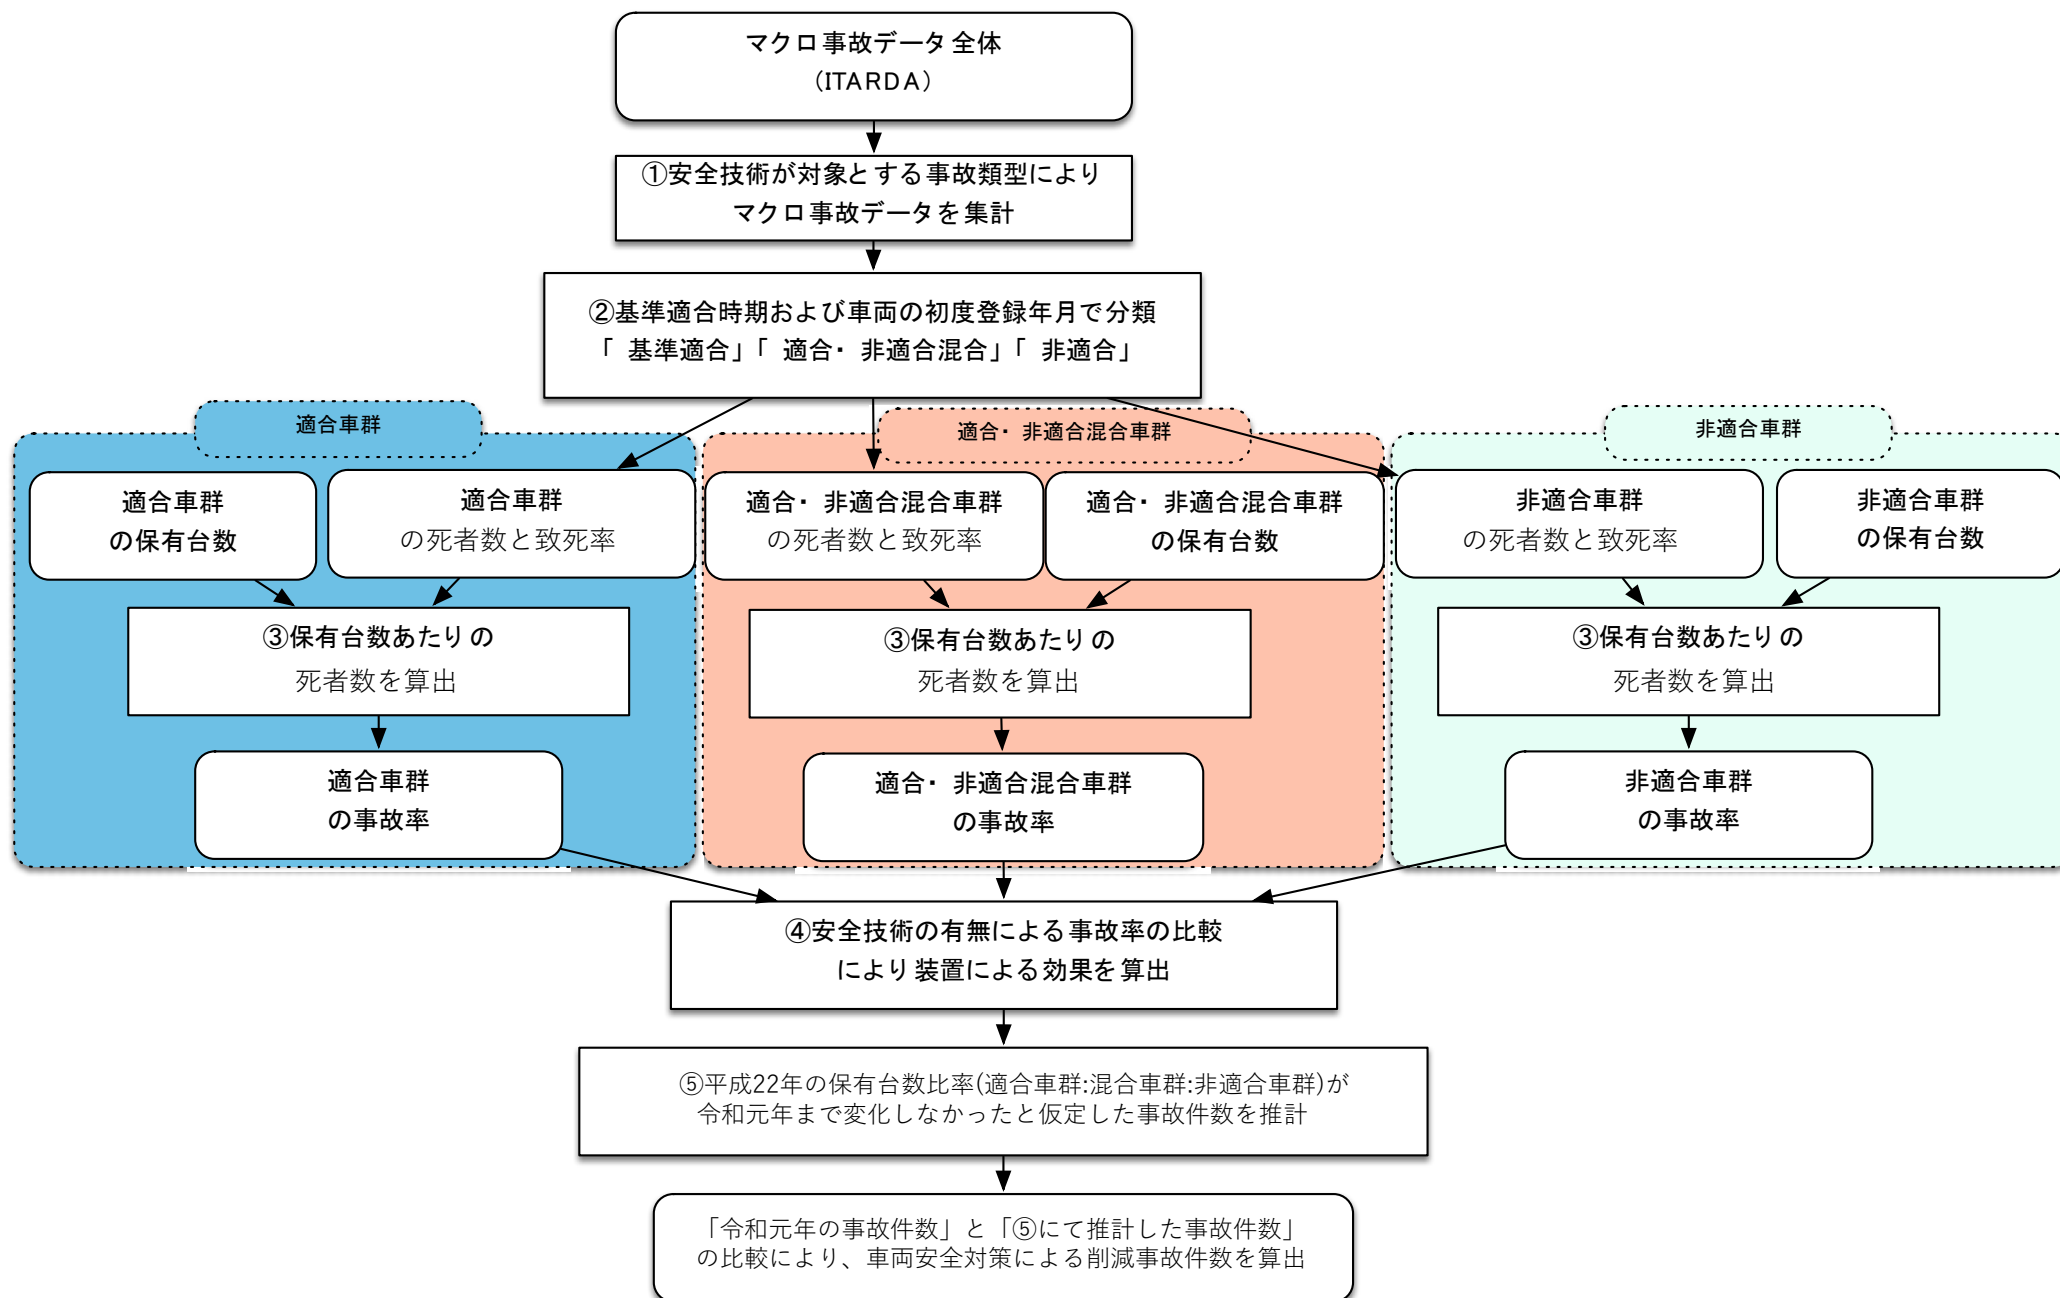 マクロ事故データ全体
(ITARDA)
①安全技術が対象とする事故類型により
マクロ事故データを集計
②基準適合時期および車両の初度登録年月で分類
「基準適合」「適合・非適合混合」「非適合」
適合車群
適合・非適合混合車群
非適合車群
適合車群
の保有台数
適合車群
の死者数と致死率
適合・非適合混合車群
の死者数と致死率
適合・非適合混合車群
の保有台数
非適合車群
の死者数と致死率
非適合車群
の保有台数
③保有台数あたりの
死者数を算出
③保有台数あたりの
死者数を算出
③保有台数あたりの
死者数を算出
適合車群
の事故率
適合・非適合混合車群
の事故率
非適合車群
の事故率
④安全技術の有無による事故率の比較
により装置による効果を算出
⑤平成22年の保有台数比率(適合車群:混合車群:非適合車群)が
令和元年まで変化しなかったと仮定した事故件数を推計
「令和元年の事故件数」と「⑤にて推計した事故件数」
の比較により、車両安全対策による削減事故件数を算出